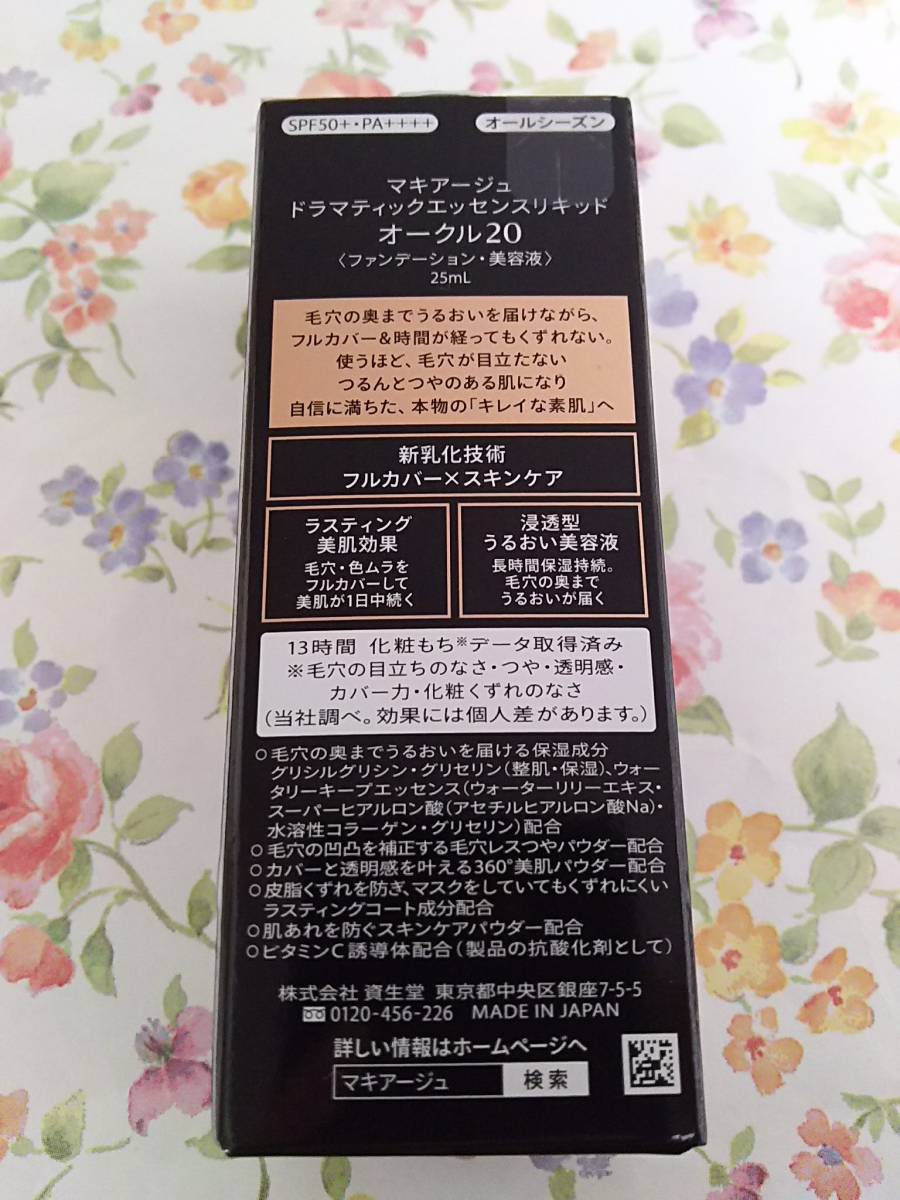 SPF50+・PA++++ オールシーズン
マキアージュ
ドラマティックエッセンスリキッド
オークル20
〈ファンデーション・美容液〉
25mL
毛穴の奥までうるおいを届けながら、
フルカバー&時間が経ってもくずれない。
使うほど、毛穴が目立たない
つるんとつやのある肌になり
自信に満ちた、本物の「キレイな素肌」へ
新乳化技術
フルカバー×スキンケア
ラスティング
美肌効果
毛穴・色ムラを
フルカバーして
美肌が1日中続く
浸透型
うるおい美容液
長時間保湿持続。
毛穴の奥まで
うるおいが届く
13時間 化粧もち※データ取得済み
※毛穴の目立ちのなさ・つや・透明感・
カバー力・化粧くずれのなさ
(当社調べ。効果には個人差があります。)
○毛穴の奥までうるおいを届ける保湿成分
グリシルグリシン・グリセリン(整肌・保湿)、ウォー
タリーキープエッセンス(ウォーターリリーエキス・
スーパーヒアルロン酸(アセチルヒアルロン酸Na)・
水溶性コラーゲン・グリセリン)配合
○毛穴の凹凸を補正する毛穴レスつやパウダー配合
○カバーと透明感を叶える360°美肌パウダー配合
○皮脂くずれを防ぎ、マスクをしていてもくずれにくい
ラスティングコート成分配合
○肌あれを防ぐスキンケアパウダー配合
○ビタミンC誘導体配合(製品の抗酸化剤として)
株式会社 資生堂 東京都中央区銀座7-5-5
0120-456-226 MADE IN JAPAN
詳しい情報はホームページへ
マキアージュ 検索